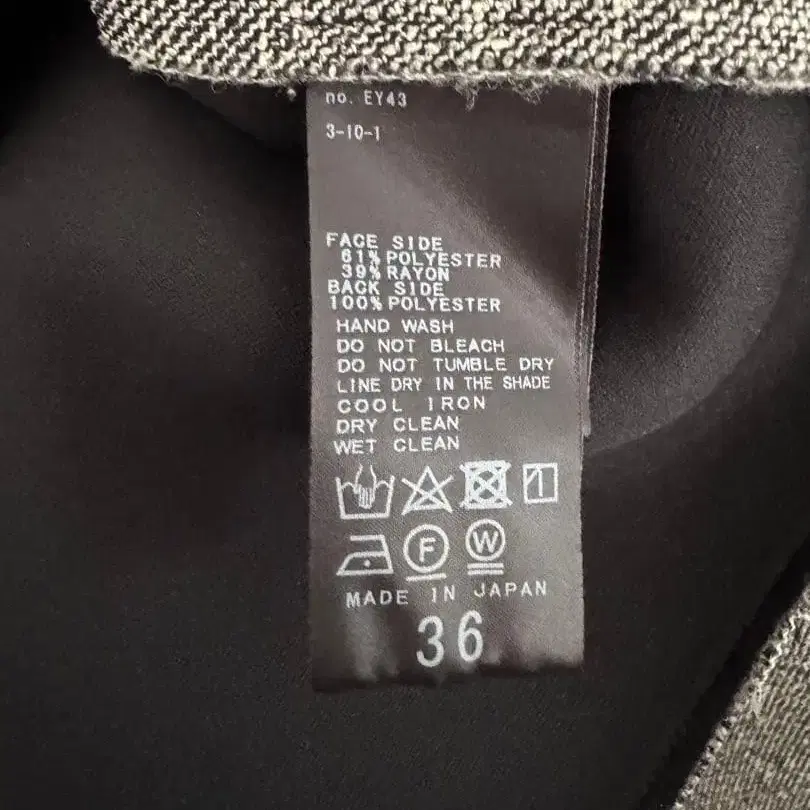 no. EY43
3-10-1
FACE SIDE
61% POLYESTER
39% RAYON
BACK SIDE
100% POLYESTER
HAND WASH
DO NOT BLEACH
DO NOT TUMBLE DRY
LINE DRY IN THE SHADE
COOL IRON
DRY CLEAN
WET CLEAN
F W
MADE IN JAPAN
36